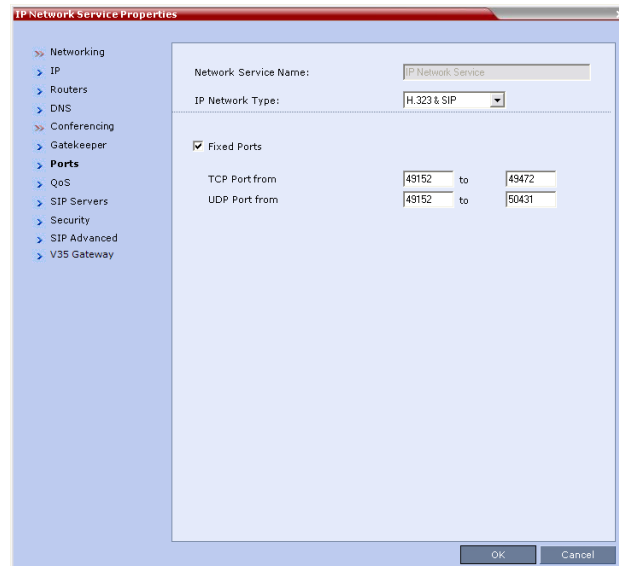 IP Network Service Properties
Networking
IP
Routers
DNS
Conferencing
Gatekeeper
Ports
QoS
SIP Servers
Security
SIP Advanced
V35 Gateway
Network Service Name: IP Network Service
IP Network Type: H.323 & SIP
Fixed Ports
TCP Port from 49152 to 49472
UDP Port from 49152 to 50431
OK Cancel